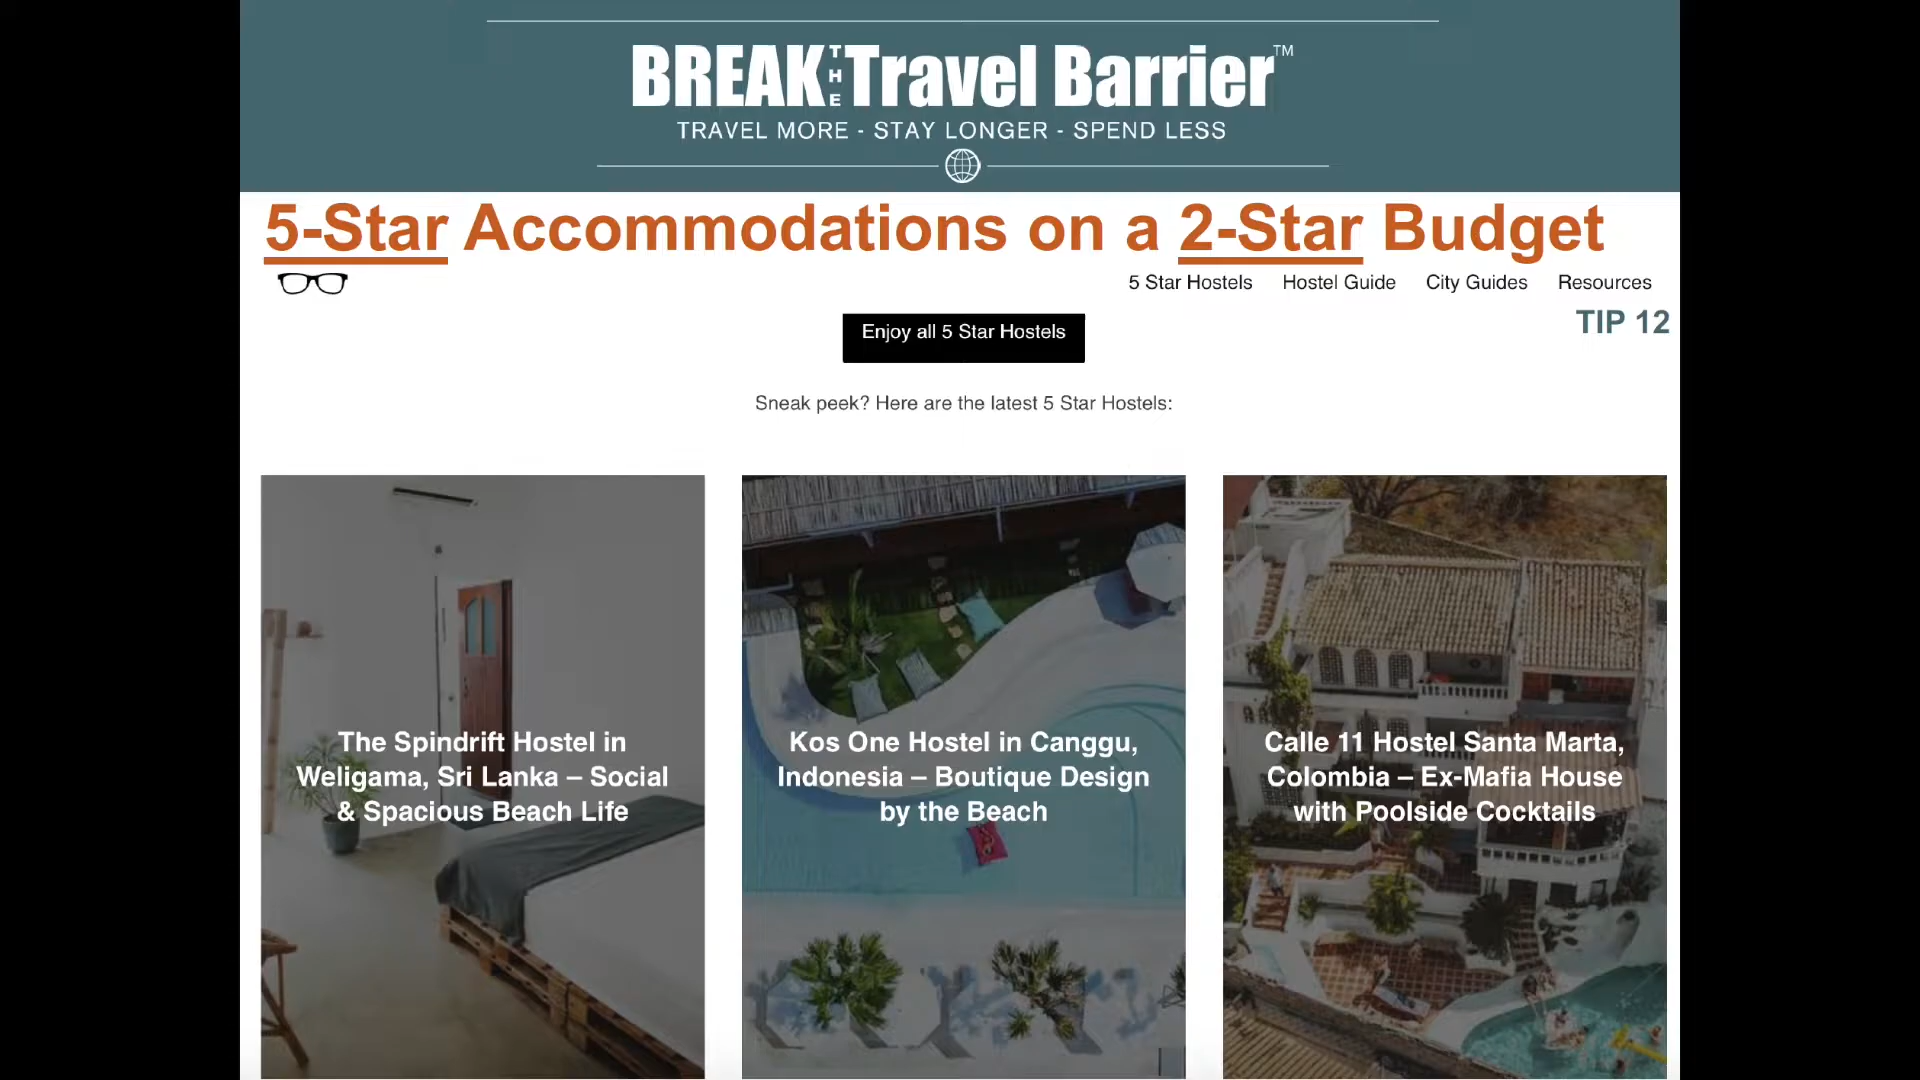 BREAK THE Travel Barrier™
TRAVEL MORE - STAY LONGER - SPEND LESS
5-Star Accommodations on a 2-Star Budget
5 Star Hostels Hostel Guide City Guides Resources
TIP 12
Enjoy all 5 Star Hostels
Sneak peek? Here are the latest 5 Star Hostels:
The Spindrift Hostel in
Weligama, Sri Lanka – Social
& Spacious Beach Life
Kos One Hostel in Canggu,
Indonesia – Boutique Design
by the Beach
Calle 11 Hostel Santa Marta,
Colombia – Ex-Mafia House
with Poolside Cocktails